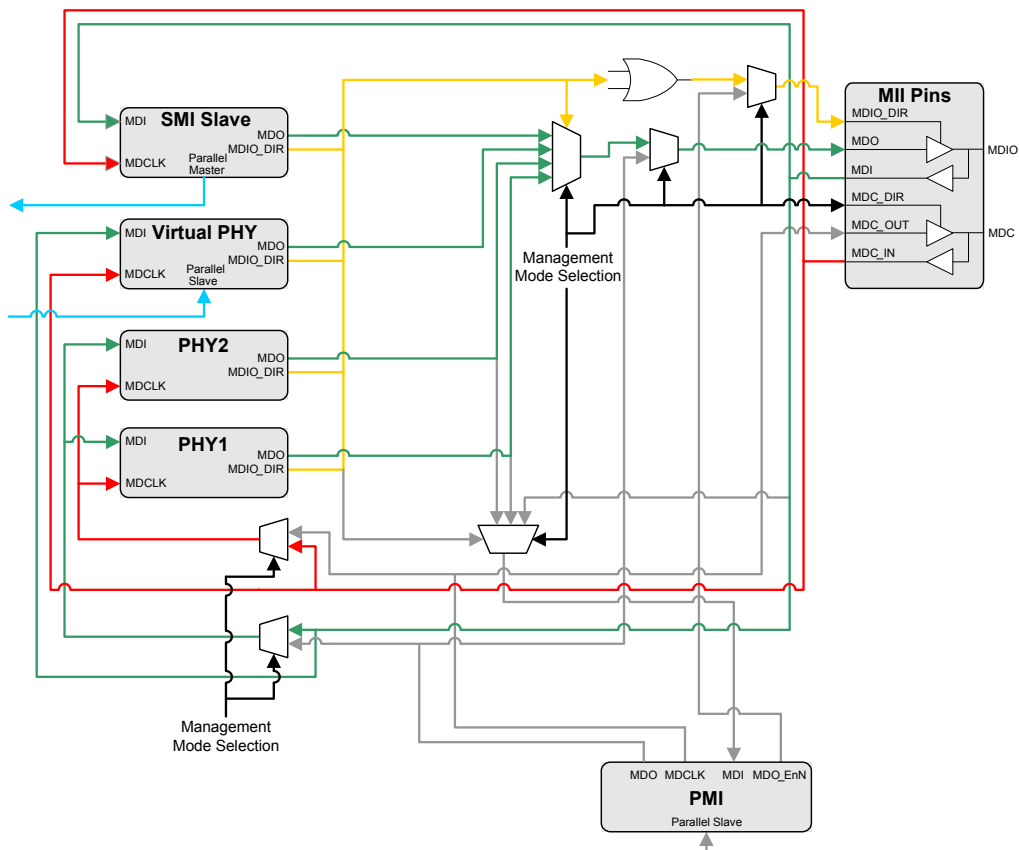 SMI Slave
MDI
MDO
MDIO_DIR
MDCLK
Parallel
Master
Virtual PHY
MDI
MDO
MDIO_DIR
MDCLK
Parallel
Slave
PHY2
MDI
MDO
MDIO_DIR
MDCLK
PHY1
MDI
MDO
MDIO_DIR
MDCLK
Management
Mode Selection
MII Pins
MDIO_DIR
MDO
MDIO
MDI
MDC_DIR
MDC_OUT
MDC
MDC_IN
Management
Mode Selection
MDO MDCLK MDI MDO_EnN
PMI
Parallel Slave